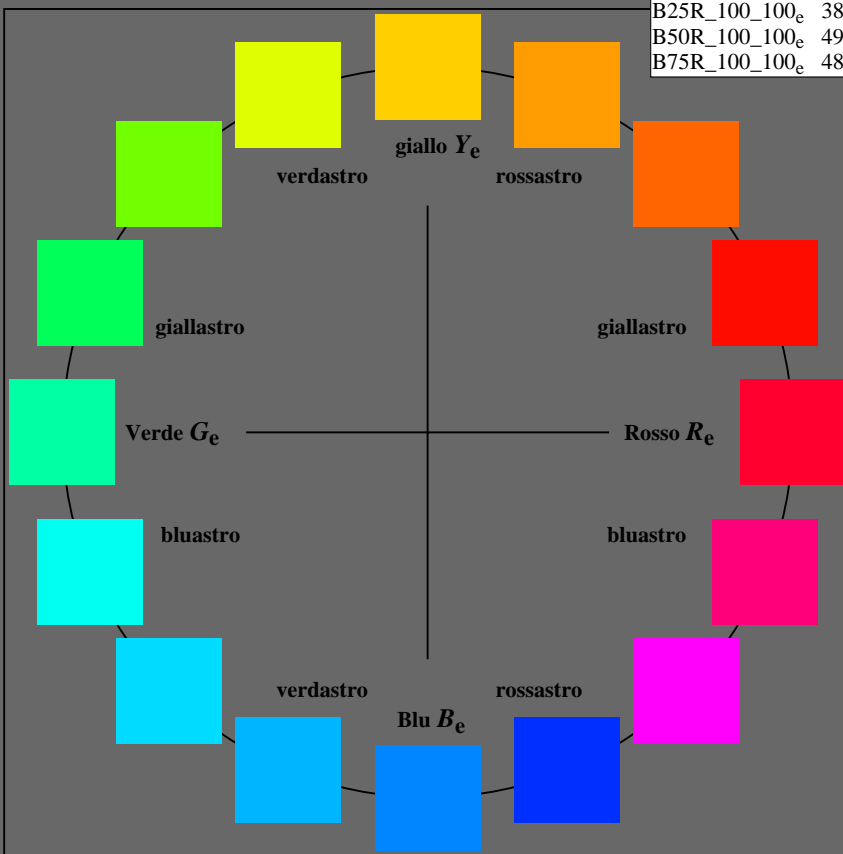 B25R_100_100e 38
B50R_100_100e 49
B75R_100_100e 48
giallo Ye
verdastro rossastro
giallastro giallastro
Verde Ge Rosso Re
bluastro bluastro
verdastro rossastro
Blu Be